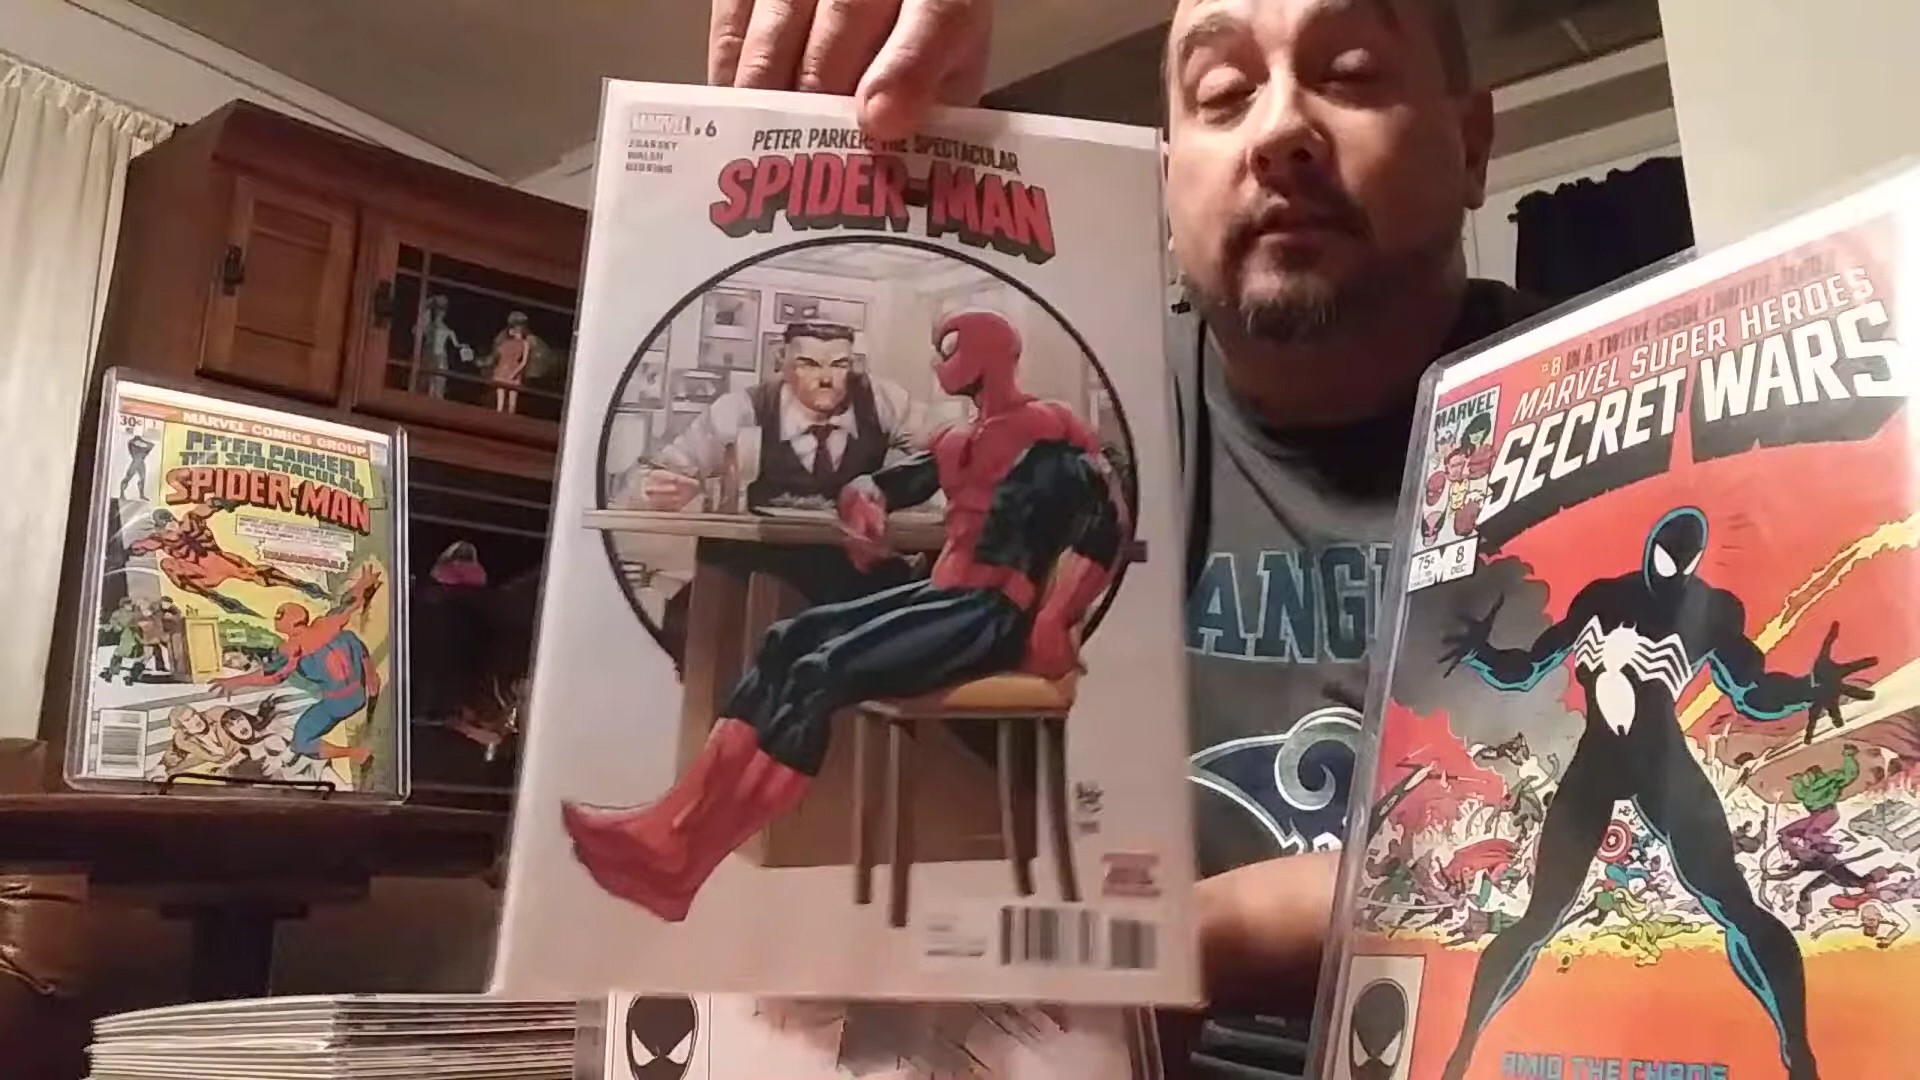 30¢ 1
MARVEL COMICS GROUP
PETER PARKER
THE SPECTACULAR
SPIDER-MAN
MARVEL #6
ZDARSKY
WALSH
HERRING
PETER PARKER: THE SPECTACULAR
SPIDER-MAN
ANG
#8 IN A TWELVE ISSUE LIMITED
MARVEL SUPER HEROES
SECRET WARS
MARVEL
75¢ 8
DEC
AMID THE CHAOS